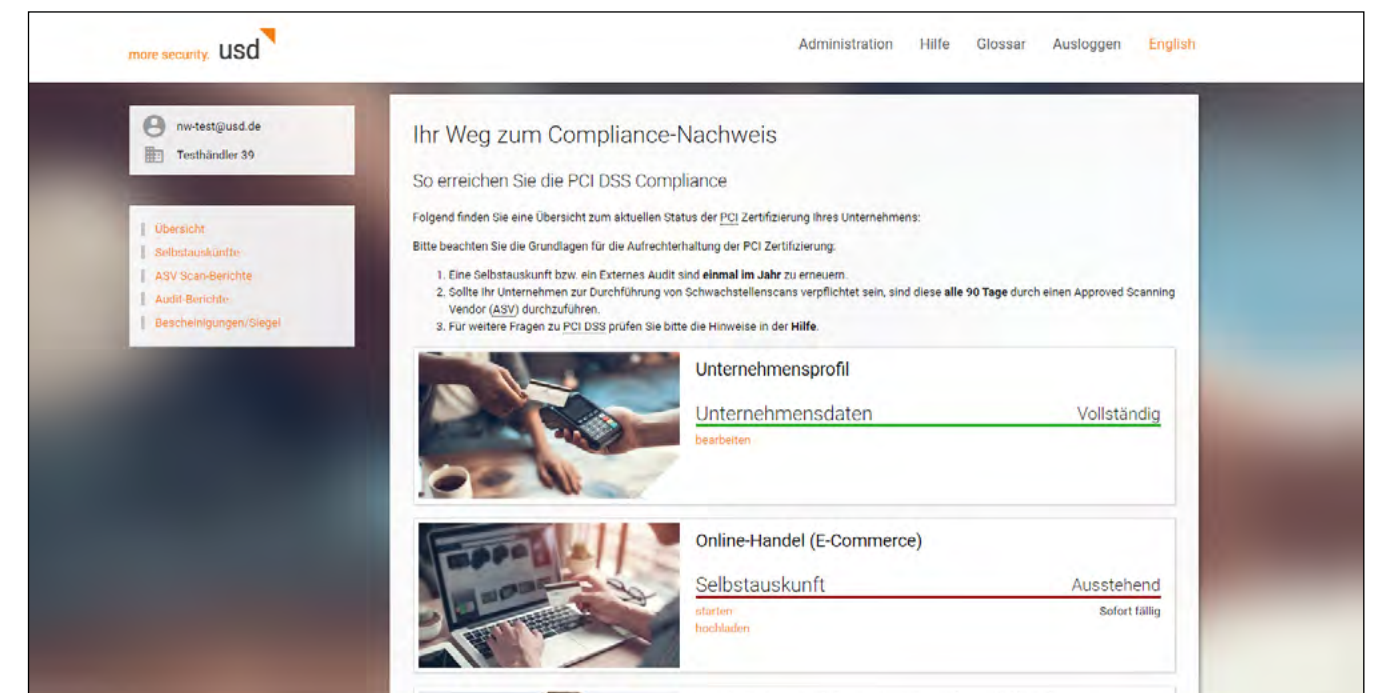 more security. usd
Administration Hilfe Glossar Ausloggen English
nw-test@usd.de
Testhändler 39
Übersicht
Selbstauskünfte
ASV Scan-Berichte
Audit-Berichte
Bescheinigungen/Siegel
Ihr Weg zum Compliance-Nachweis
So erreichen Sie die PCI DSS Compliance
Folgend finden Sie eine Übersicht zum aktuellen Status der PCI Zertifizierung Ihres Unternehmens:
Bitte beachten Sie die Grundlagen für die Aufrechterhaltung der PCI Zertifizierung:
1. Eine Selbstauskunft bzw. ein Externes Audit sind einmal im Jahr zu erneuern.
2. Sollte Ihr Unternehmen zur Durchführung von Schwachstellenscans verpflichtet sein, sind diese alle 90 Tage durch einen Approved Scanning
Vendor (ASV) durchzuführen.
3. Für weitere Fragen zu PCI DSS prüfen Sie bitte die Hinweise in der Hilfe.
Unternehmensprofil
Unternehmensdaten Vollständig
bearbeiten
Online-Handel (E-Commerce)
Selbstauskunft Ausstehend
starten Sofort fällig
hochladen